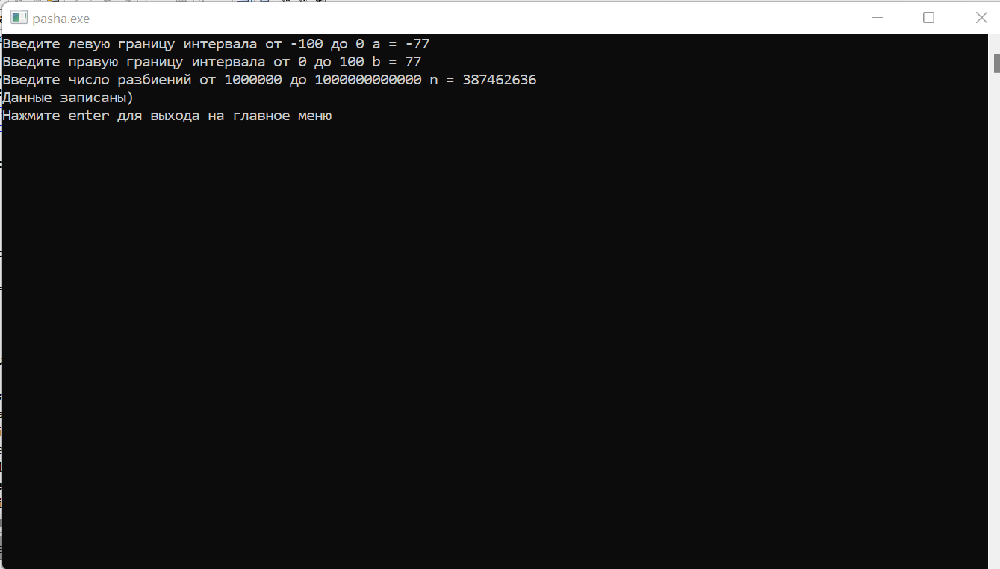 pasha.exe
Введите левую границу интервала от -100 до 0 a = -77
Введите правую границу интервала от 0 до 100 b = 77
Введите число разбиений от 1000000 до 1000000000000 n = 387462636
Данные записаны)
Нажмите enter для выхода на главное меню